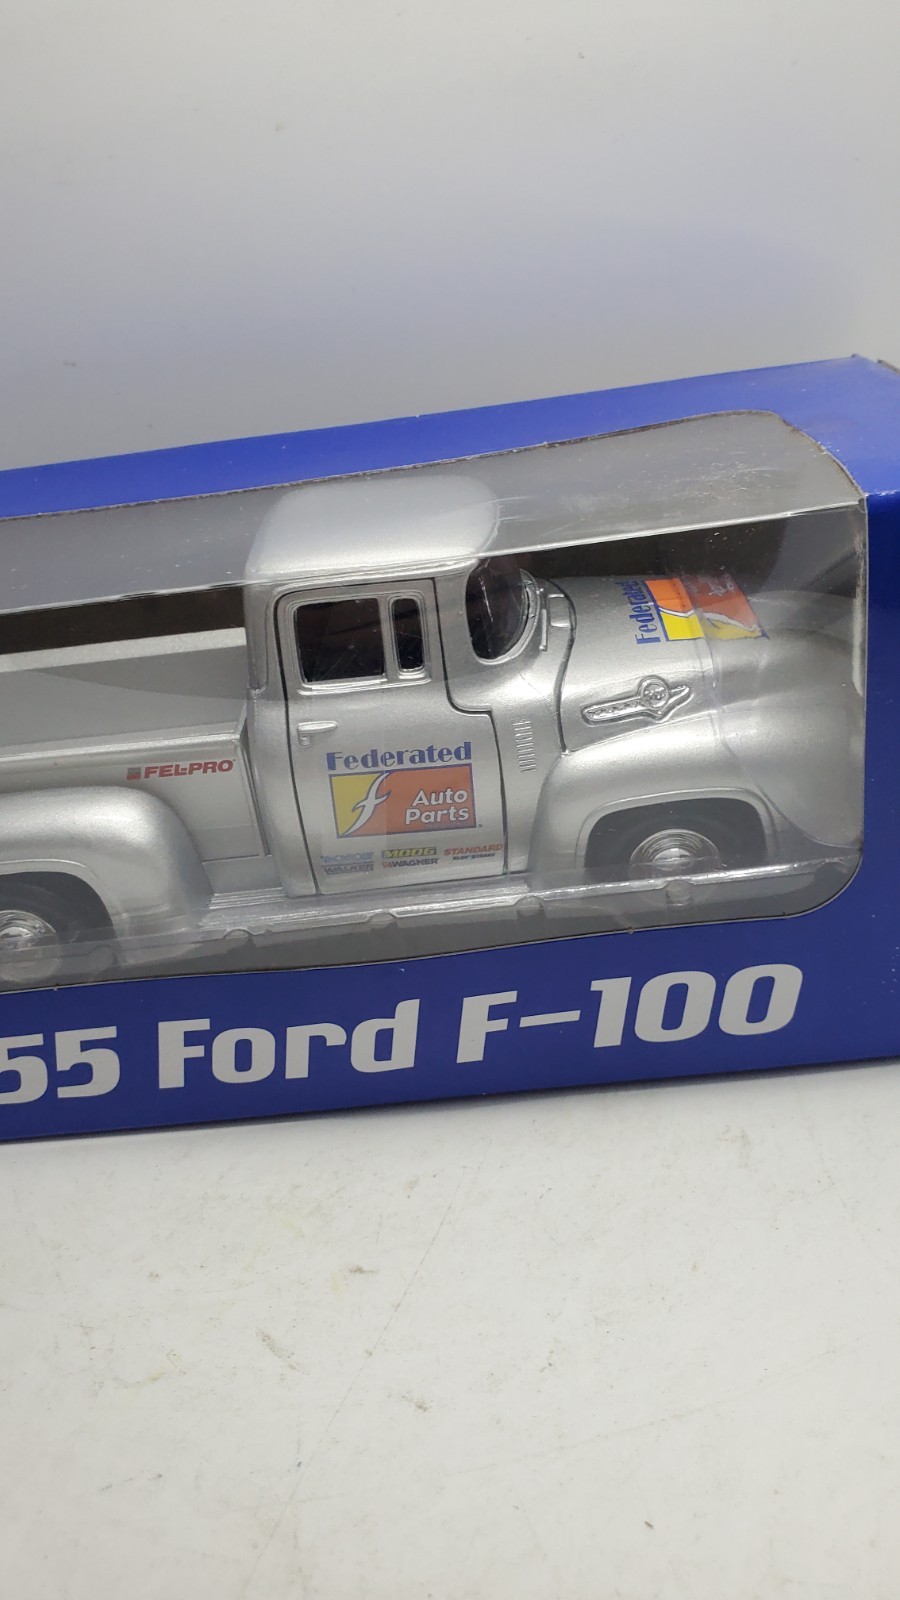 Federated
FEL-PRO
Federated
Auto
Parts
MOOG
STANDARD
WALKER
WAGNER
55 Ford F-100